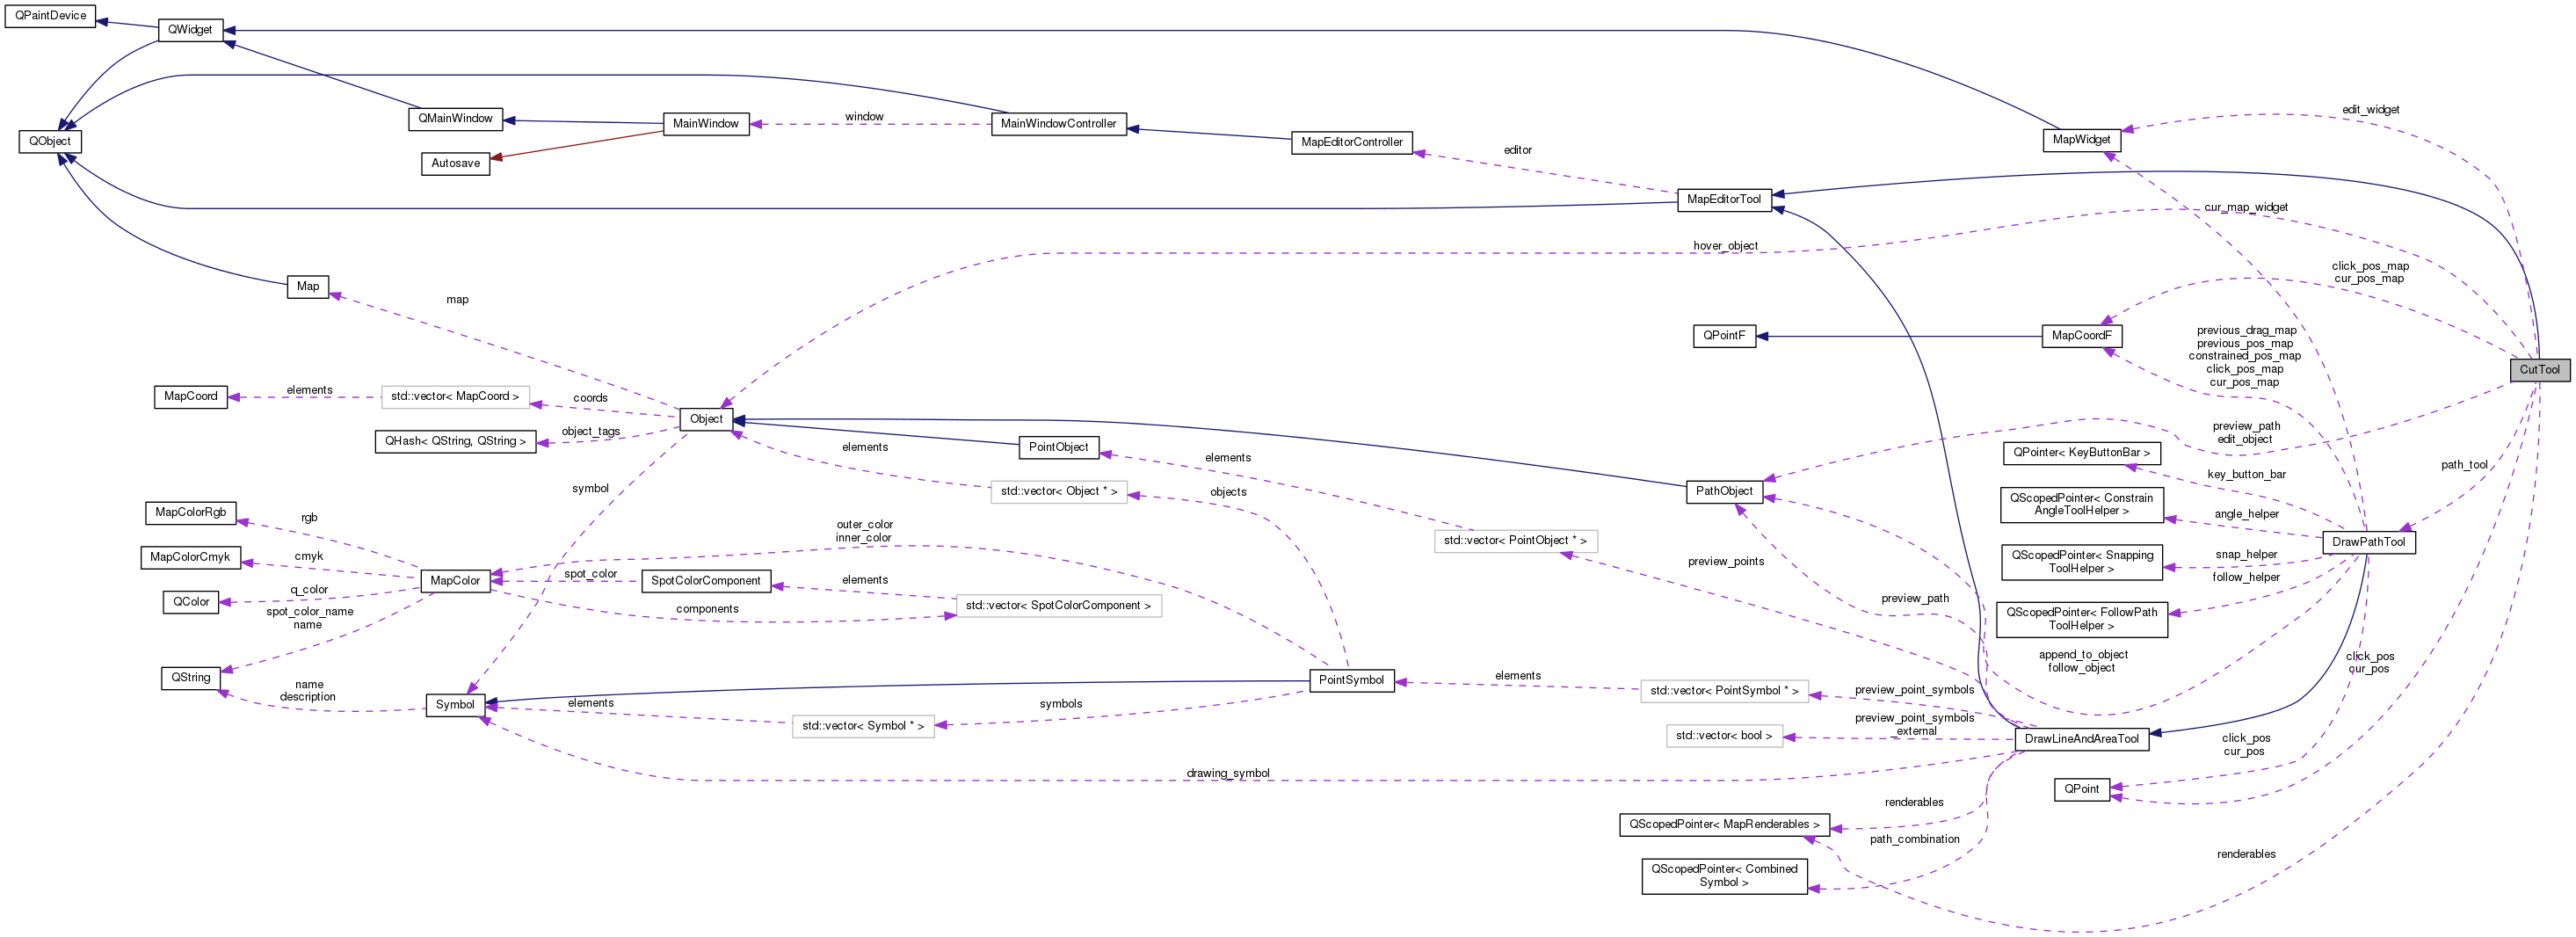 QPaintDevice
QWidget
edit_widget
QMainWindow
MainWindow
window
MainWindowController
MapEditorController
MapWidget
QObject
Autosave
editor
MapEditorTool
cur_map_widget
hover_object
click_pos_map
cur_pos_map
Map
map
QPointF
MapCoordF
previous_drag_map
previous_pos_map
constrained_pos_map
click_pos_map
cur_pos_map
CutTool
MapCoord
elements
std::vector< MapCoord >
coords
Object
QHash< QString, QString >
object_tags
elements
PointObject
elements
preview_path
edit_object
QPointer< KeyButtonBar >
path_tool
key_button_bar
symbol
std::vector< Object * >
objects
PathObject
QScopedPointer< Constrain
AngleToolHelper >
angle_helper
MapColorRgb
rgb
outer_color
inner_color
std::vector< PointObject * >
DrawPathTool
MapColorCmyk
cmyk
QScopedPointer< Snapping
ToolHelper >
snap_helper
preview_points
MapColor
spot_color
SpotColorComponent
elements
follow_helper
QColor
q_color
components
std::vector< SpotColorComponent >
preview_path
QScopedPointer< FollowPath
ToolHelper >
spot_color_name
name
append_to_object
follow_object
click_pos
cur_pos
QString
name
description
Symbol
elements
PointSymbol
elements
std::vector< PointSymbol * >
preview_point_symbols
symbols
std::vector< Symbol * >
preview_point_symbols
_external
std::vector< bool >
DrawLineAndAreaTool
click_pos
cur_pos
drawing_symbol
QPoint
renderables
QScopedPointer< MapRenderables >
path_combination
renderables
QScopedPointer< Combined
Symbol >